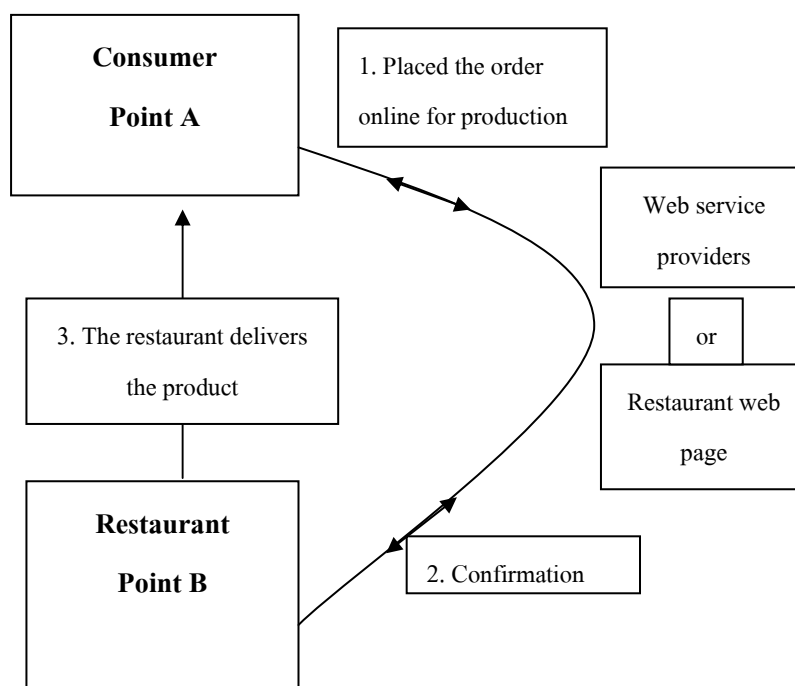 Consumer
Point A
1. Placed the order
online for production
Web service
providers
or
Restaurant web
page
3. The restaurant delivers
the product
Restaurant
Point B
2. Confirmation